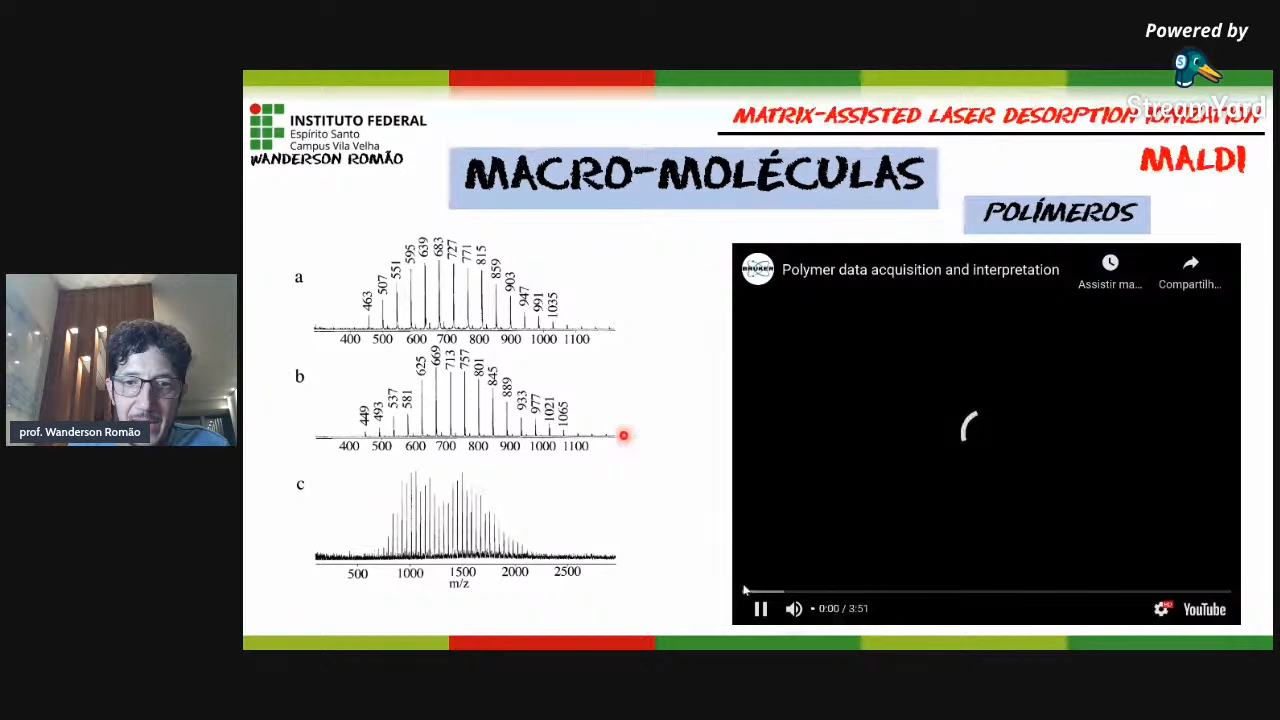 Powered by
StreamYard
INSTITUTO FEDERAL
Espírito Santo
Campus Vila Velha
WANDERSON ROMÃO
MATRIX-ASSISTED LASER DESORPTION IONIZATION
MALDI
MACRO-MOLÉCULAS
POLÍMEROS
a
463 507 551 595 639 683 727 771 815 859 903 947 991 1035
400 500 600 700 800 900 1000 1100
b
449 493 537 581 625 669 713 757 801 845 889 933 977 1021 1065
400 500 600 700 800 900 1000 1100
c
500 1000 1500 2000 2500
m/z
BRUKER
Polymer data acquisition and interpretation
Assistir ma...
Compartilh...
0:00 / 3:51
HD
YouTube
prof. Wanderson Romão